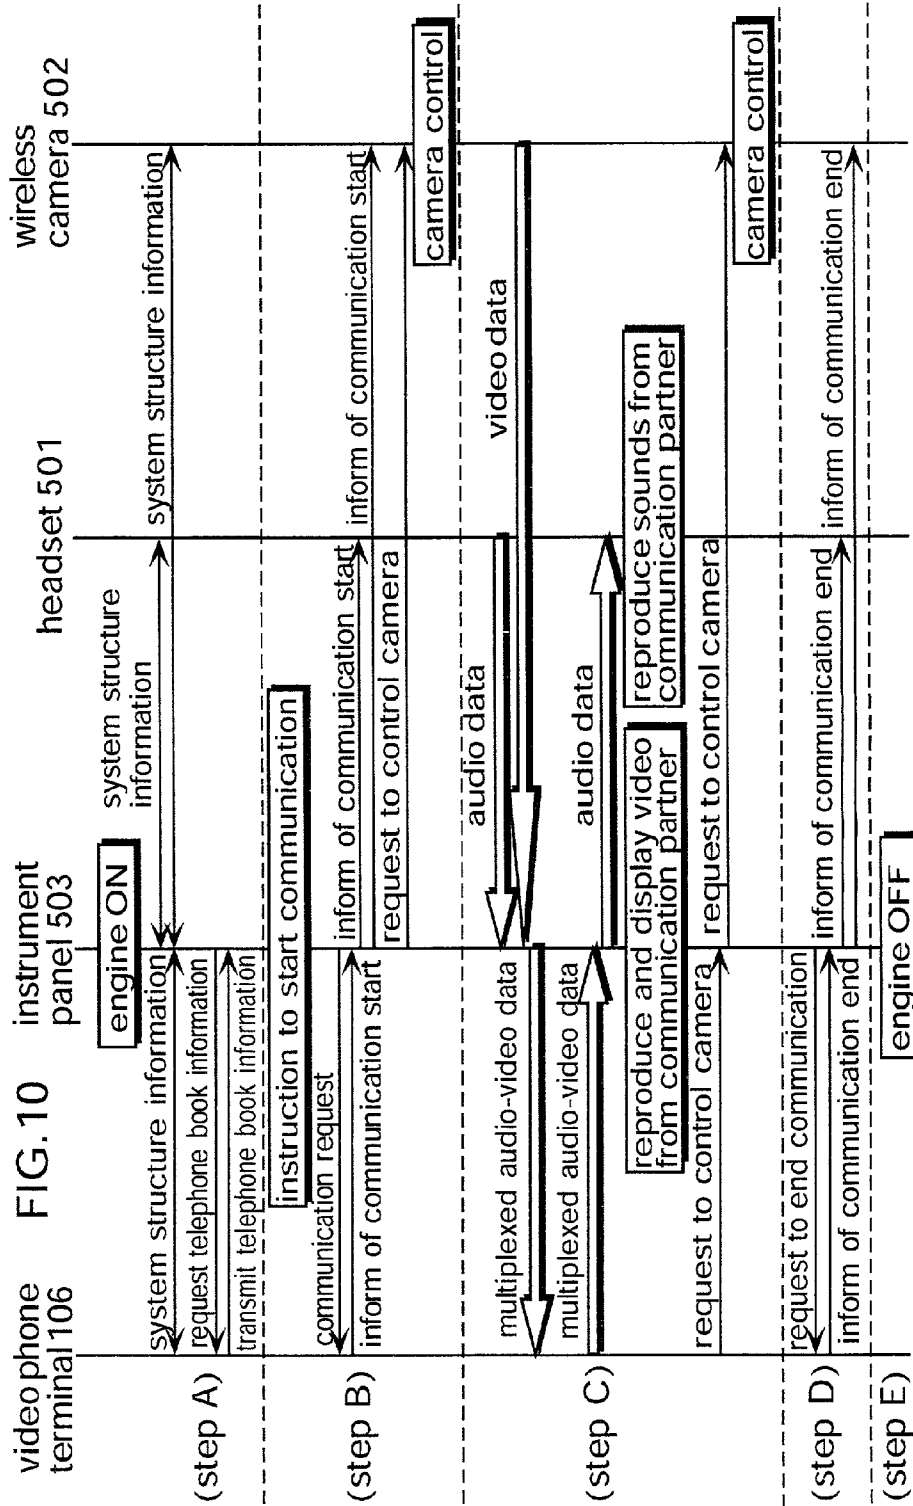 FIG. 10
videophone
terminal 106
instrument
panel 503
headset 501
wireless
camera 502
(step A)
engine ON
system structure information
system structure
information
system structure information
request telephone book information
transmit telephone book information
(step B)
instruction to start communication
communication request
inform of communication start
inform of communication start
inform of communication start
request to control camera
camera control
(step C)
audio data
video data
multiplexed audio-video data
multiplexed audio-video data
audio data
reproduce and display video
from communication partner
reproduce sounds from
communication partner
request to control camera
request to control camera
camera control
(step D)
request to end communication
inform of communication end
inform of communication end
inform of communication end
(step E)
engine OFF